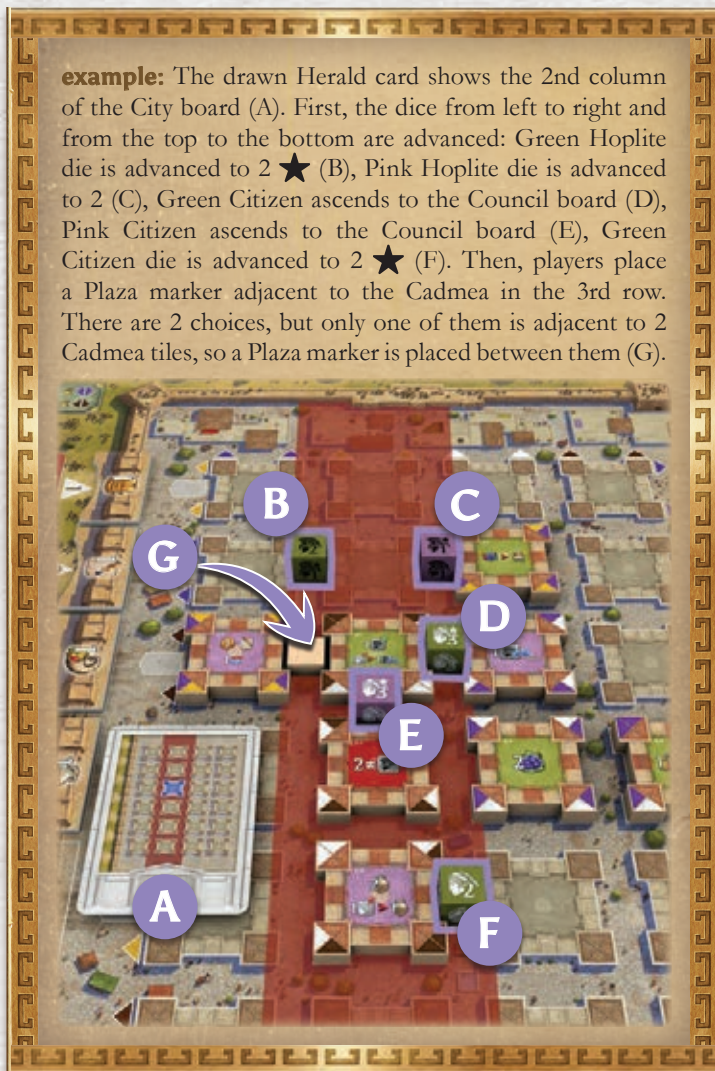 example: The drawn Herald card shows the 2nd column
of the City board (A). First, the dice from left to right and
from the top to the bottom are advanced: Green Hoplite
die is advanced to 2 ★ (B), Pink Hoplite die is advanced
to 2 (C), Green Citizen ascends to the Council board (D),
Pink Citizen ascends to the Council board (E), Green
Citizen die is advanced to 2 ★ (F). Then, players place
a Plaza marker adjacent to the Cadmea in the 3rd row.
There are 2 choices, but only one of them is adjacent to 2
Cadmea tiles, so a Plaza marker is placed between them (G).
B
C
G
D
E
A
F